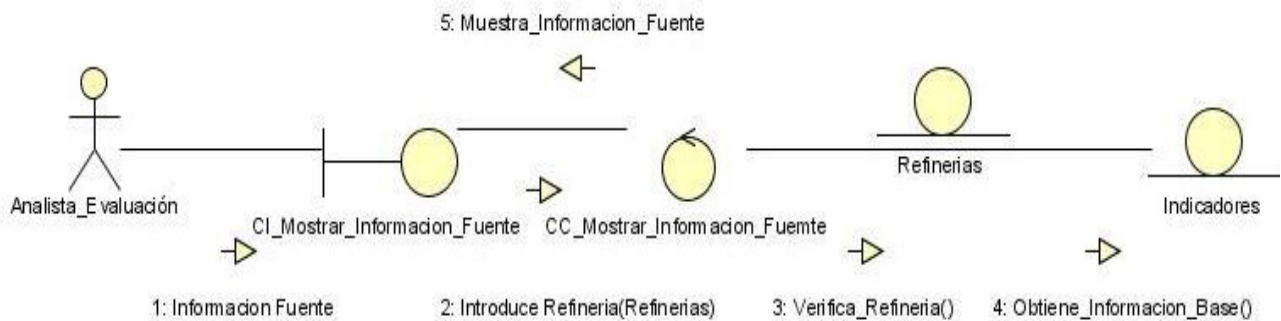 5: Muestra_Informacion_Fuente
Refinerias
Analista_Evaluación
Indicadores
CI_Mostrar_Informacion_Fuente
CC_Mostrar_Informacion_Fuemte
1: Informacion Fuente
2: Introduce Refineria(Refinerias)
3: Verifica_Refineria()
4: Obtiene_Informacion_Base()